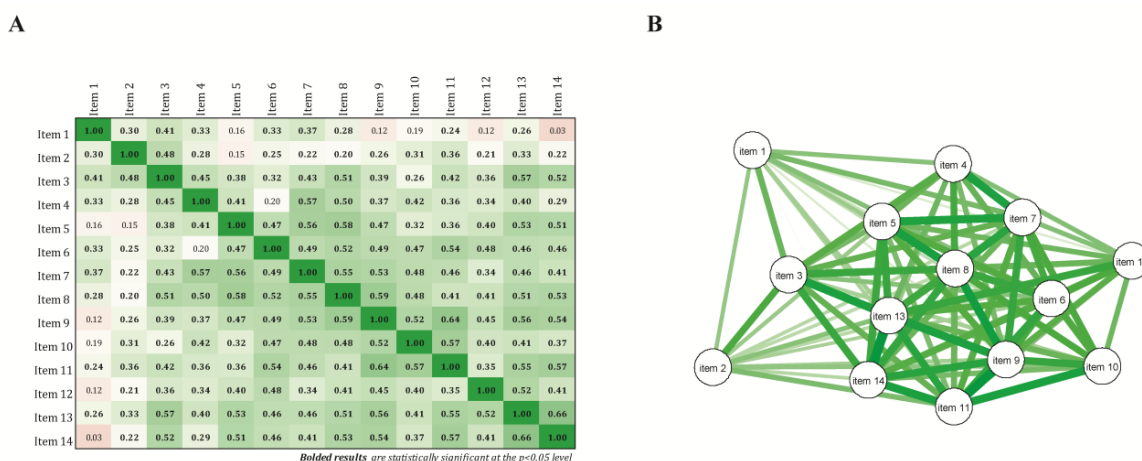 A
B
Item 1 Item 2 Item 3 Item 4 Item 5 Item 6 Item 7 Item 8 Item 9 Item 10 Item 11 Item 12 Item 13 Item 14
Item 1 1.00 0.30 0.41 0.33 0.16 0.33 0.37 0.28 0.12 0.19 0.24 0.12 0.26 0.03
Item 2 0.30 1.00 0.48 0.28 0.15 0.25 0.22 0.20 0.26 0.31 0.36 0.21 0.33 0.22
Item 3 0.41 0.48 1.00 0.45 0.38 0.32 0.43 0.51 0.39 0.26 0.42 0.36 0.57 0.52
Item 4 0.33 0.28 0.45 1.00 0.41 0.20 0.57 0.50 0.37 0.42 0.36 0.34 0.40 0.29
Item 5 0.16 0.15 0.38 0.41 1.00 0.47 0.56 0.58 0.47 0.32 0.36 0.40 0.53 0.51
Item 6 0.33 0.25 0.32 0.20 0.47 1.00 0.49 0.52 0.49 0.47 0.54 0.48 0.46 0.46
Item 7 0.37 0.22 0.43 0.57 0.56 0.49 1.00 0.55 0.53 0.48 0.46 0.34 0.46 0.41
Item 8 0.28 0.20 0.51 0.50 0.58 0.52 0.55 1.00 0.59 0.48 0.41 0.41 0.51 0.53
Item 9 0.12 0.26 0.39 0.37 0.47 0.49 0.53 0.59 1.00 0.52 0.64 0.45 0.56 0.54
Item 10 0.19 0.31 0.26 0.42 0.32 0.47 0.48 0.48 0.52 1.00 0.57 0.40 0.41 0.37
Item 11 0.24 0.36 0.42 0.36 0.36 0.54 0.46 0.41 0.64 0.57 1.00 0.35 0.55 0.57
Item 12 0.12 0.21 0.36 0.34 0.40 0.48 0.34 0.41 0.45 0.40 0.35 1.00 0.52 0.41
Item 13 0.26 0.33 0.57 0.40 0.53 0.46 0.46 0.51 0.56 0.41 0.55 0.52 1.00 0.66
Item 14 0.03 0.22 0.52 0.29 0.51 0.46 0.41 0.53 0.54 0.37 0.57 0.41 0.66 1.00
Bolded results are statistically significant at the p<0.05 level
item 1
item 4
item 5
item 7
item 3
item 8
item 1
item 6
item 13
item 2
item 14
item 9
item 10
item 11